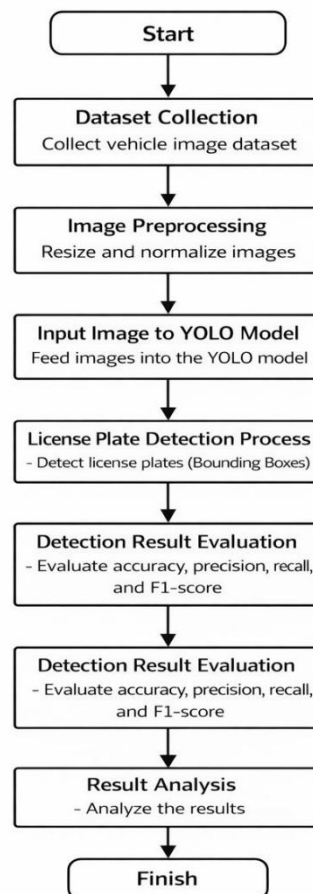 Start
Dataset Collection
Collect vehicle image dataset
Image Preprocessing
Resize and normalize images
Input Image to YOLO Model
Feed images into the YOLO model
License Plate Detection Process
- Detect license plates (Bounding Boxes)
Detection Result Evaluation
- Evaluate accuracy, precision, recall,
and F1-score
Detection Result Evaluation
- Evaluate accuracy, precision, recall,
and F1-score
Result Analysis
- Analyze the results
Finish